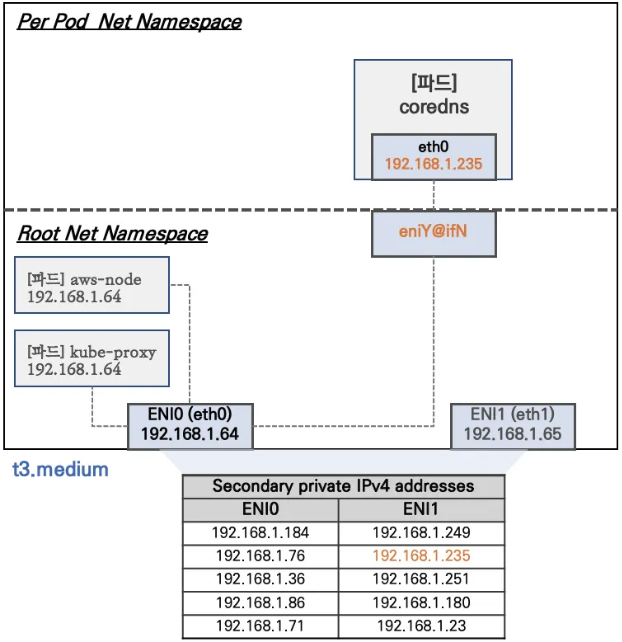 Per Pod Net Namespace
[파드]
coredns
eth0
192.168.1.235
eniY@ifN
Root Net Namespace
[파드] aws-node
192.168.1.64
[파드] kube-proxy
192.168.1.64
ENI0 (eth0)
192.168.1.64
ENI1 (eth1)
192.168.1.65
t3.medium
Secondary private IPv4 addresses
ENI0 ENI1
192.168.1.184 192.168.1.249
192.168.1.76 192.168.1.235
192.168.1.36 192.168.1.251
192.168.1.86 192.168.1.180
192.168.1.71 192.168.1.23